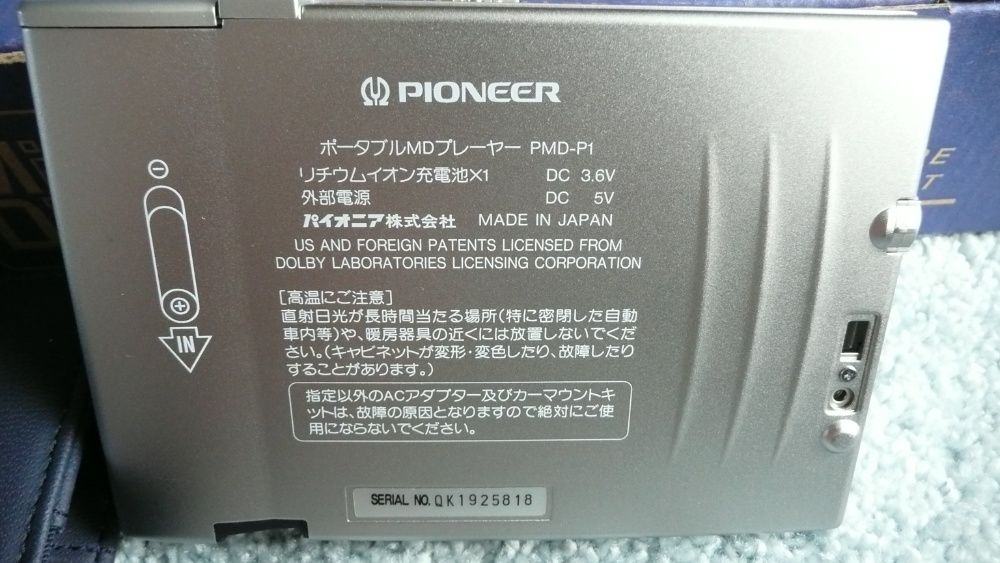 PIONEER
ポータブルMDプレーヤー PMD-P1
リチウムイオン充電池×1 DC 3.6V
外部電源 DC 5V
パイオニア株式会社 MADE IN JAPAN
US AND FOREIGN PATENTS LICENSED FROM
DOLBY LABORATORIES LICENSING CORPORATION
[高温にご注意]
直射日光が長時間当たる場所(特に密閉した自動
車内等)や、暖房器具の近くには放置しないでくだ
さい。(キャビネットが変形・変色したり、故障したり
することがあります。)
指定以外のACアダプター及びカーマウントキ
ットは、故障の原因となりますので絶対にご使
用にならないでください。
SERIAL NO. QK1925818
⊖
⊕
IN